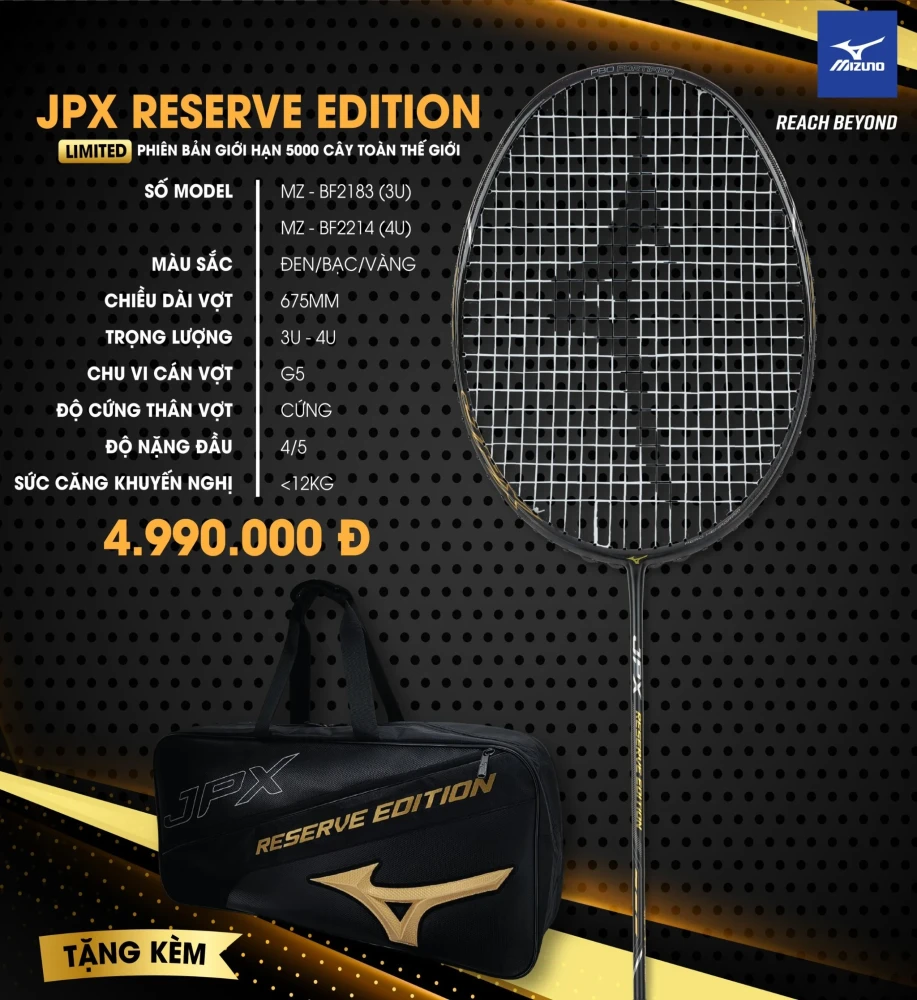 MIZUNO
REACH BEYOND
PRO FORTEKED
JPX RESERVE EDITION
LIMITED PHIÊN BẢN GIỚI HẠN 5000 CÂY TOÀN THẾ GIỚI
SỐ MODEL MZ - BF2183 (3U)
MZ - BF2214 (4U)
MÀU SẮC ĐEN/BẠC/VÀNG
CHIỀU DÀI VỢT 675MM
TRỌNG LƯỢNG 3U - 4U
CHU VI CÁN VỢT G5
ĐỘ CỨNG THÂN VỢT CỨNG
ĐỘ NẶNG ĐẦU 4/5
SỨC CĂNG KHUYẾN NGHỊ <12KG
4.990.000 Đ
JPX
RESERVE EDITION
JPX RESERVE EDITION
TẶNG KÈM